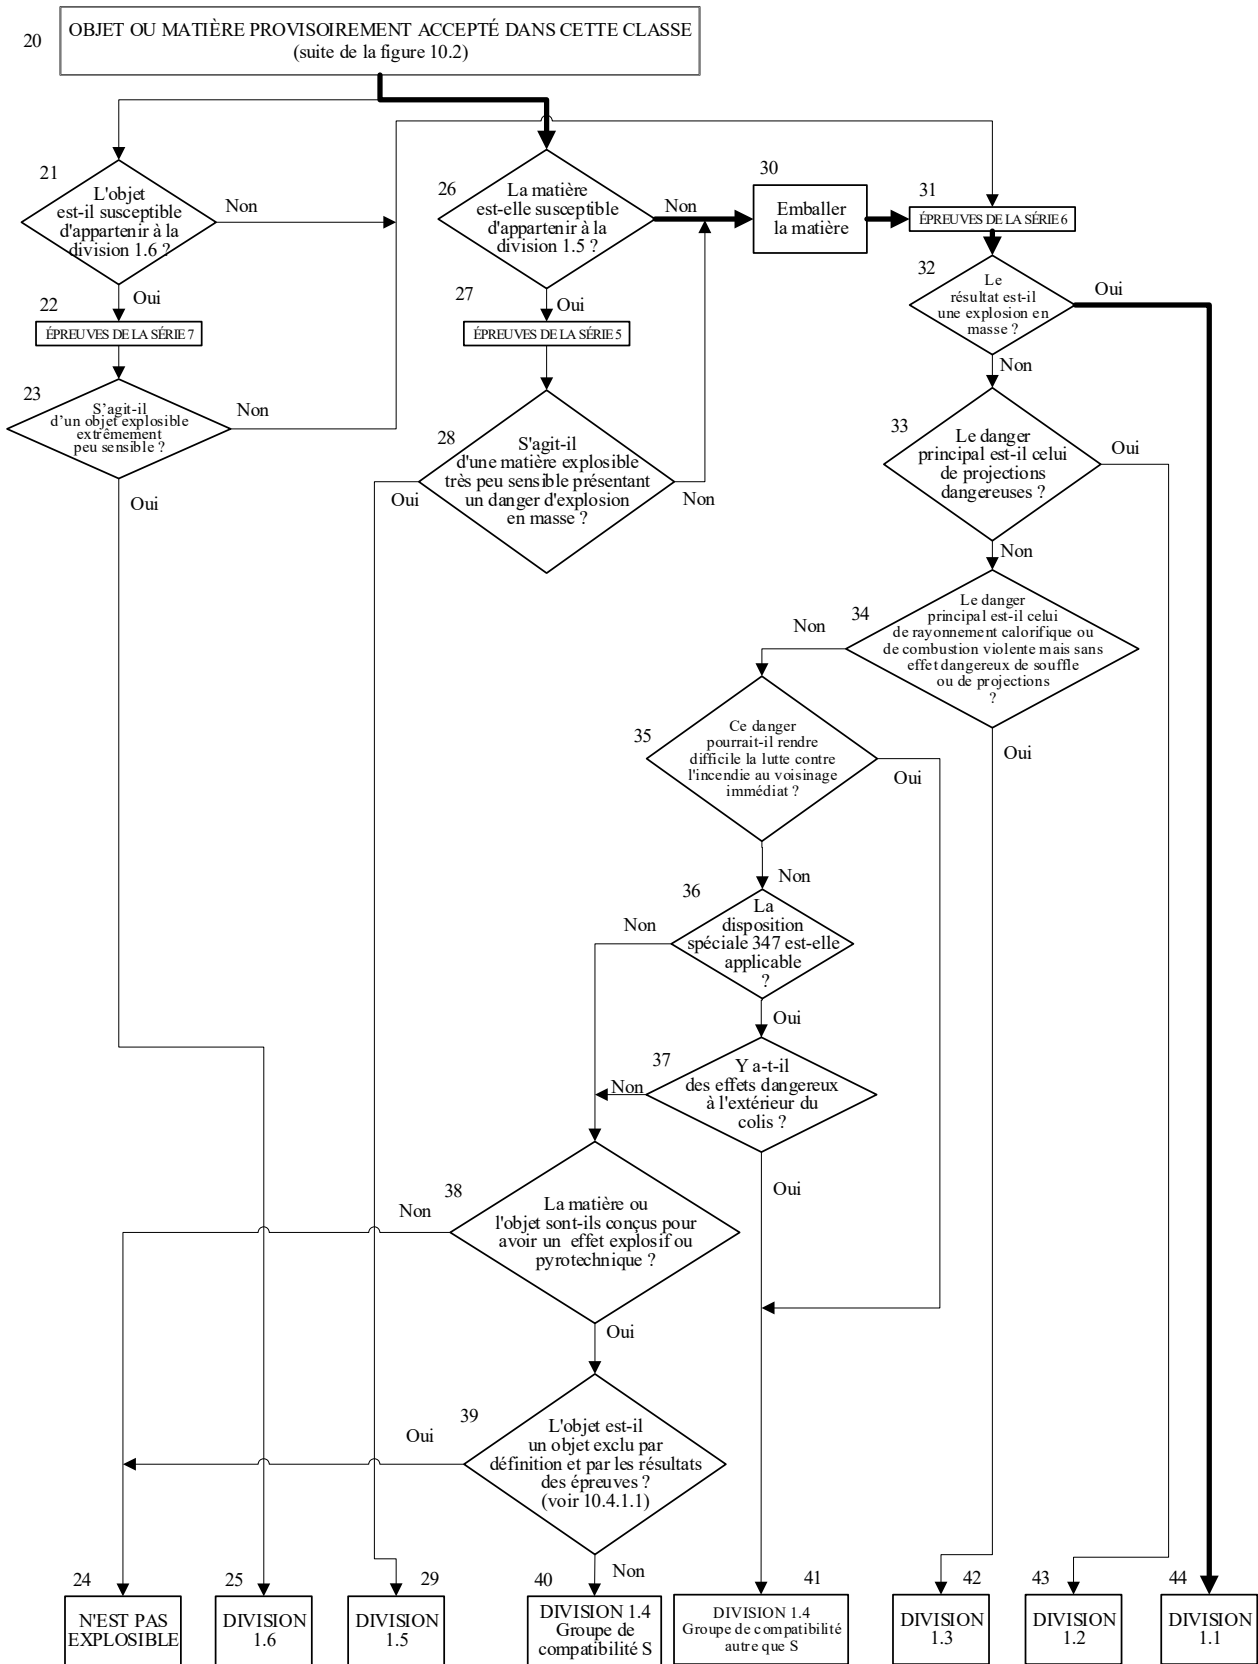 20
OBJET OU MATIÈRE PROVISOIREMENT ACCEPTÉ DANS CETTE CLASSE
(suite de la figure 10.2)
21
L'objet
est-il susceptible
d'appartenir à la
division 1.6 ?
Non
Oui
22
ÉPREUVES DE LA SÉRIE 7
23
S’agit-il
d’un objet explosible
extrêmement
peu sensible ?
Non
Oui
26
La matière
est-elle susceptible
d'appartenir à la
division 1.5 ?
Non
Oui
27
ÉPREUVES DE LA SÉRIE 5
28
S'agit-il
d'une matière explosible
très peu sensible présentant
un danger d'explosion
en masse ?
Oui
Non
30
Emballer
la matière
31
ÉPREUVES DE LA SÉRIE 6
32
Le
résultat est-il
une explosion en
masse ?
Oui
Non
33
Le danger
principal est-il celui
de projections
dangereuses ?
Oui
Non
34
Le danger
principal est-il celui
de rayonnement calorifique ou
de combustion violente mais sans
effet dangereux de souffle
ou de projections
?
Non
Oui
35
Ce danger
pourrait-il rendre
difficile la lutte contre
l'incendie au voisinage
immédiat ?
Oui
Non
36
La
disposition
spéciale 347 est-elle
applicable
?
Non
Oui
37
Y a-t-il
des effets dangereux
à l'extérieur du
colis ?
Non
Oui
38
La matière ou
l'objet sont-ils conçus pour
avoir un effet explosif ou
pyrotechnique ?
Non
Oui
39
L'objet est-il
un objet exclu par
définition et par les résultats
des épreuves ?
(voir 10.4.1.1)
Oui
Non
24
N'EST PAS
EXPLOSIBLE
25
DIVISION
1.6
29
DIVISION
1.5
40
DIVISION 1.4
Groupe de
compatibilité S
41
DIVISION 1.4
Groupe de compatibilité
autre que S
42
DIVISION
1.3
43
DIVISION
1.2
44
DIVISION
1.1